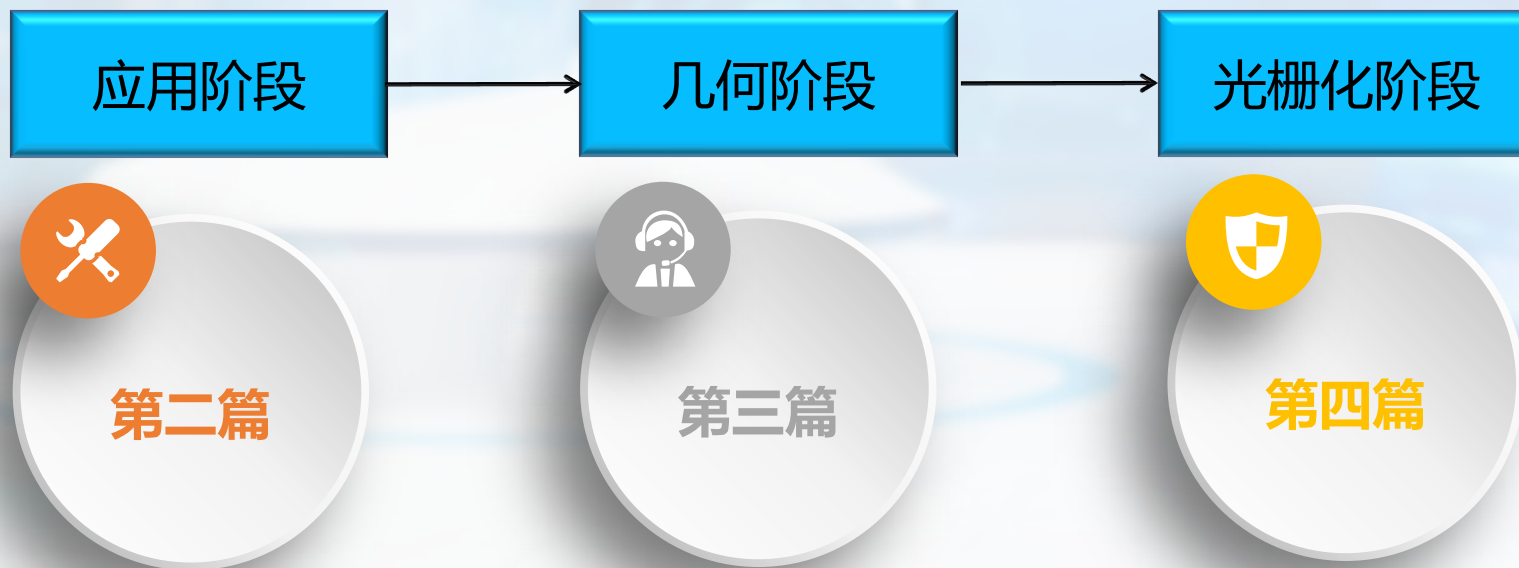 应用阶段
几何阶段
光栅化阶段
第二篇
第三篇
第四篇